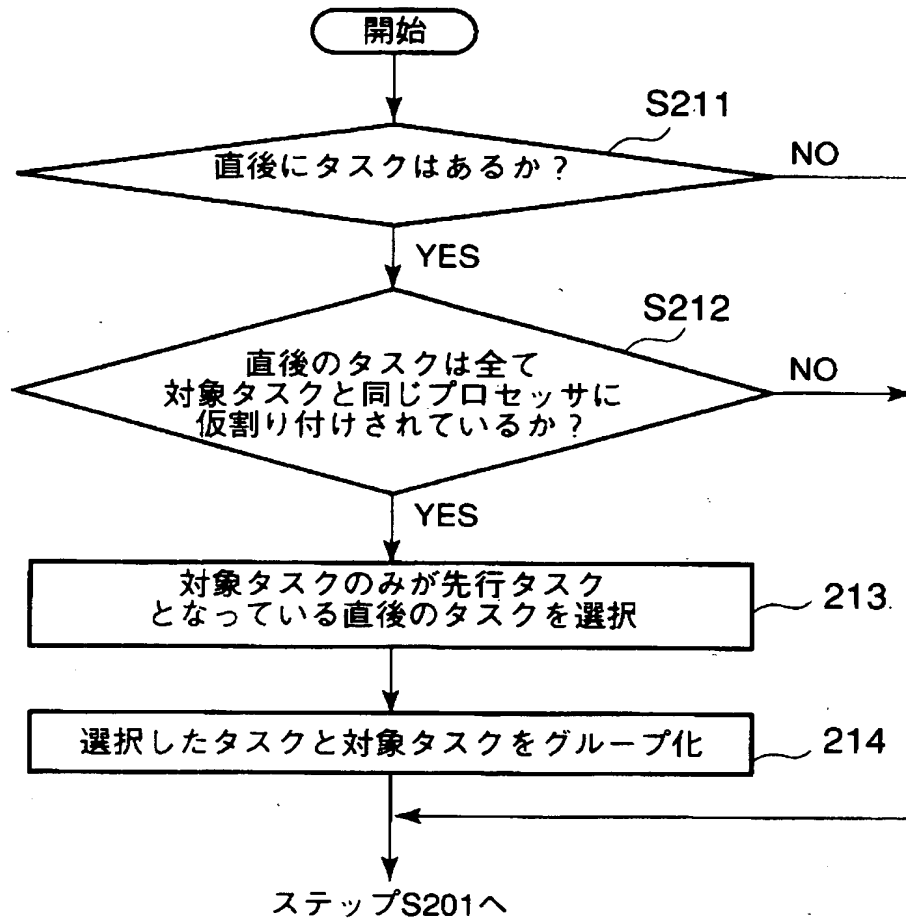 開始
S211
直後にタスクはあるか？
NO
YES
S212
直後のタスクは全て
対象タスクと同じプロセッサに
仮割り付けされているか？
NO
YES
対象タスクのみが先行タスク
となっている直後のタスクを選択
213
選択したタスクと対象タスクをグループ化
214
ステップS201へ